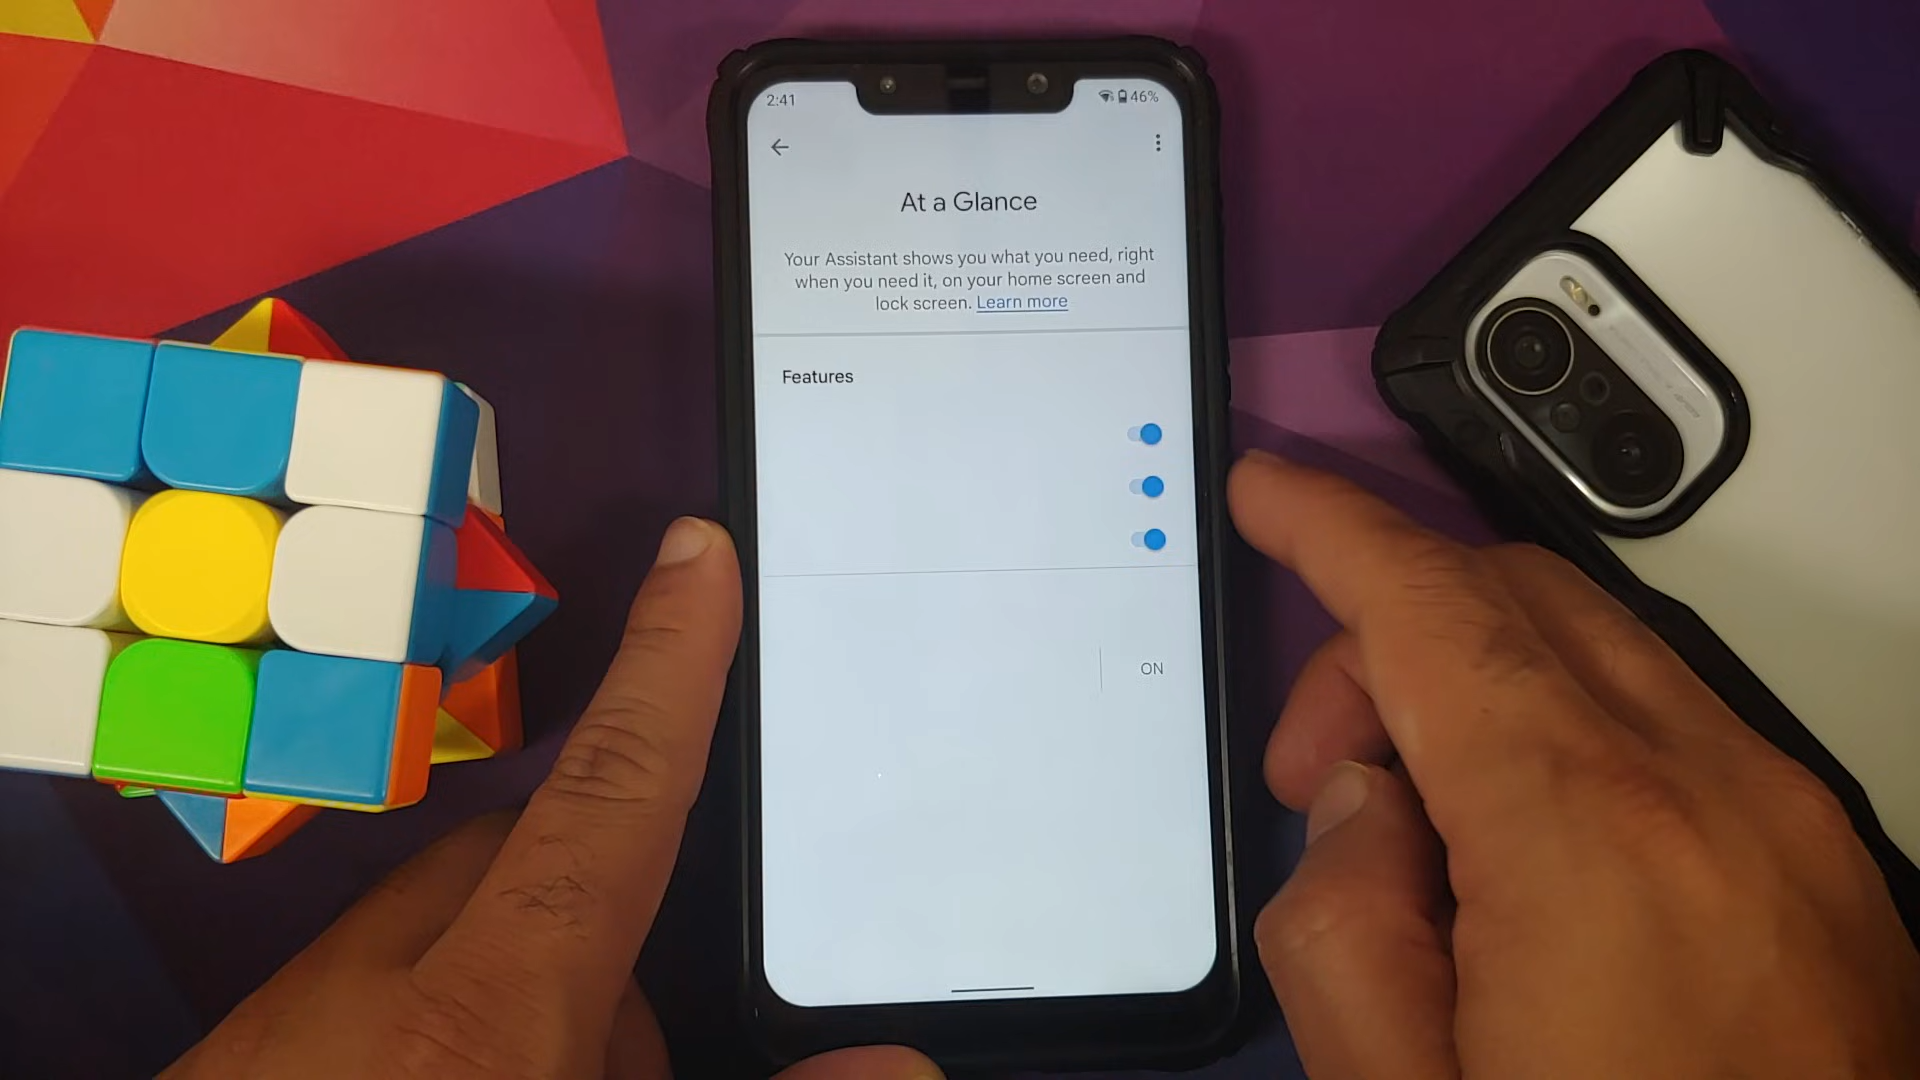 2:41
46%
At a Glance
Your Assistant shows you what you need, right
when you need it, on your home screen and
lock screen. Learn more
Features
ON